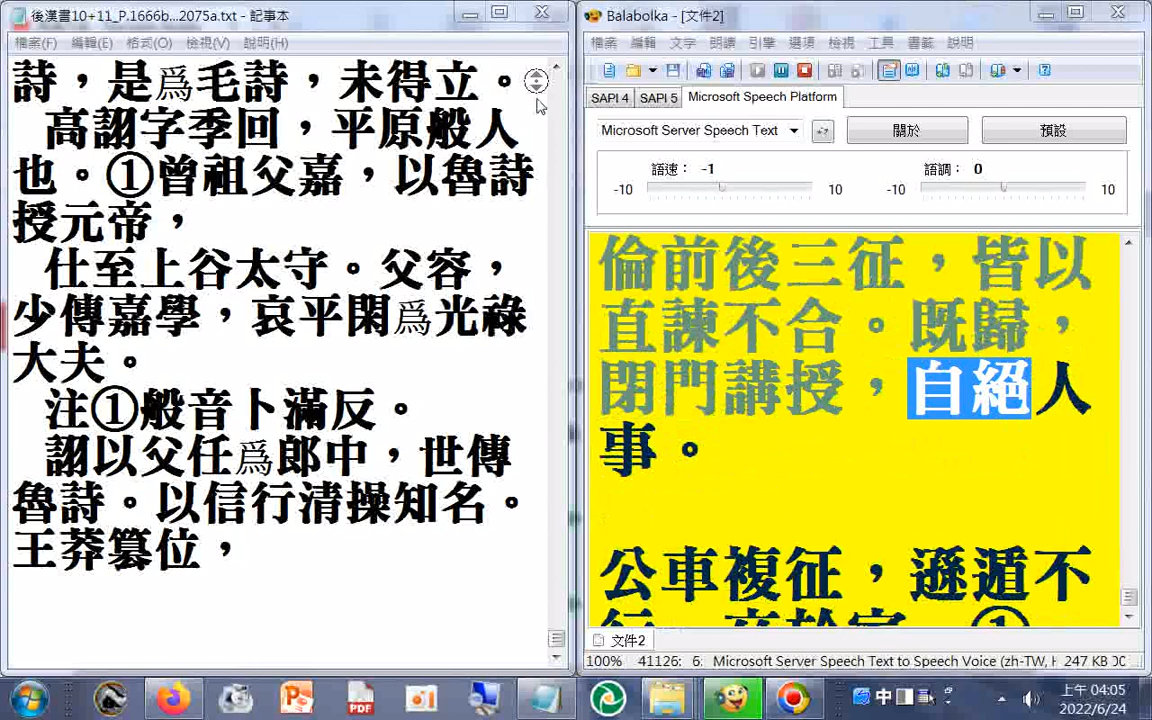 後漢書10+11_P.1666b...2075a.txt - 記事本
檔案(F) 編輯(E) 格式(O) 檢視(V) 說明(H)
詩，是爲毛詩，未得立。
高詡字季回，平原般人
也。①曾祖父嘉，以魯詩
授元帝，
仕至上谷太守。父容，
少傳嘉學，哀平閑爲光祿
大夫。
注①般音卜滿反。
詡以父任爲郎中，世傳
魯詩。以信行清操知名。
王莽篡位，
Balabolka - [文件2]
檔案 編輯 文字 朗讀 引擎 選項 檢視 工具 書籤 說明
SAPI 4 SAPI 5 Microsoft Speech Platform
Microsoft Server Speech Text 關於 預設
語速： -1 語調： 0
-10 10 -10 10
倫前後三征，皆以
直諫不合。既歸，
閉門講授，自絕人
事。
公車複征，遜遁不
文件2
100% 41126: 6: Microsoft Server Speech Text to Speech Voice (zh-TW, H 247 KB
中
上午 04:05
2022/6/24